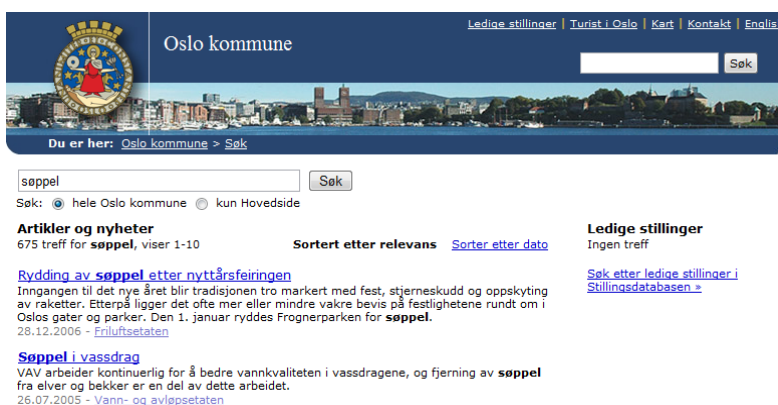 Ledige stillinger | Turist i Oslo | Kart | Kontakt | Englis
Oslo kommune
Søk
Du er her: Oslo kommune > Søk
søppel Søk
Søk: hele Oslo kommune kun Hovedside
Artikler og nyheter
675 treff for søppel, viser 1-10 Sortert etter relevans Sorter etter dato
Ledige stillinger
Ingen treff
Søk etter ledige stillinger i
Stillingsdatabasen »
Rydding av søppel etter nyttårsfeiringen
Inngangen til det nye året blir tradisjonen tro markert med fest, stjerneskudd og oppskyting
av raketter. Etterpå ligger det ofte mer eller mindre vakre bevis på festlighetene rundt om i
Oslos gater og parker. Den 1. januar ryddes Frognerparken for søppel.
28.12.2006 - Friluftsetaten
Søppel i vassdrag
VAV arbeider kontinuerlig for å bedre vannkvaliteten i vassdragene, og fjerning av søppel
fra elver og bekker er en del av dette arbeidet.
26.07.2005 - Vann- og avløpsetaten